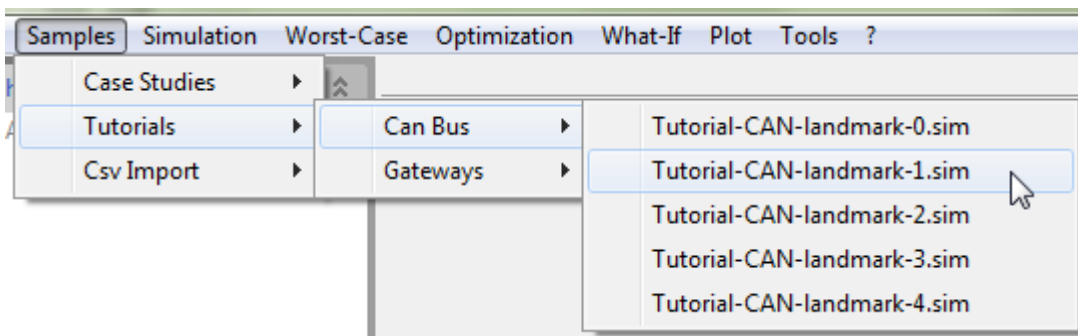 Samples Simulation Worst-Case Optimization What-If Plot Tools ?
Case Studies
Tutorials Can Bus Tutorial-CAN-landmark-0.sim
Csv Import Gateways Tutorial-CAN-landmark-1.sim
Tutorial-CAN-landmark-2.sim
Tutorial-CAN-landmark-3.sim
Tutorial-CAN-landmark-4.sim